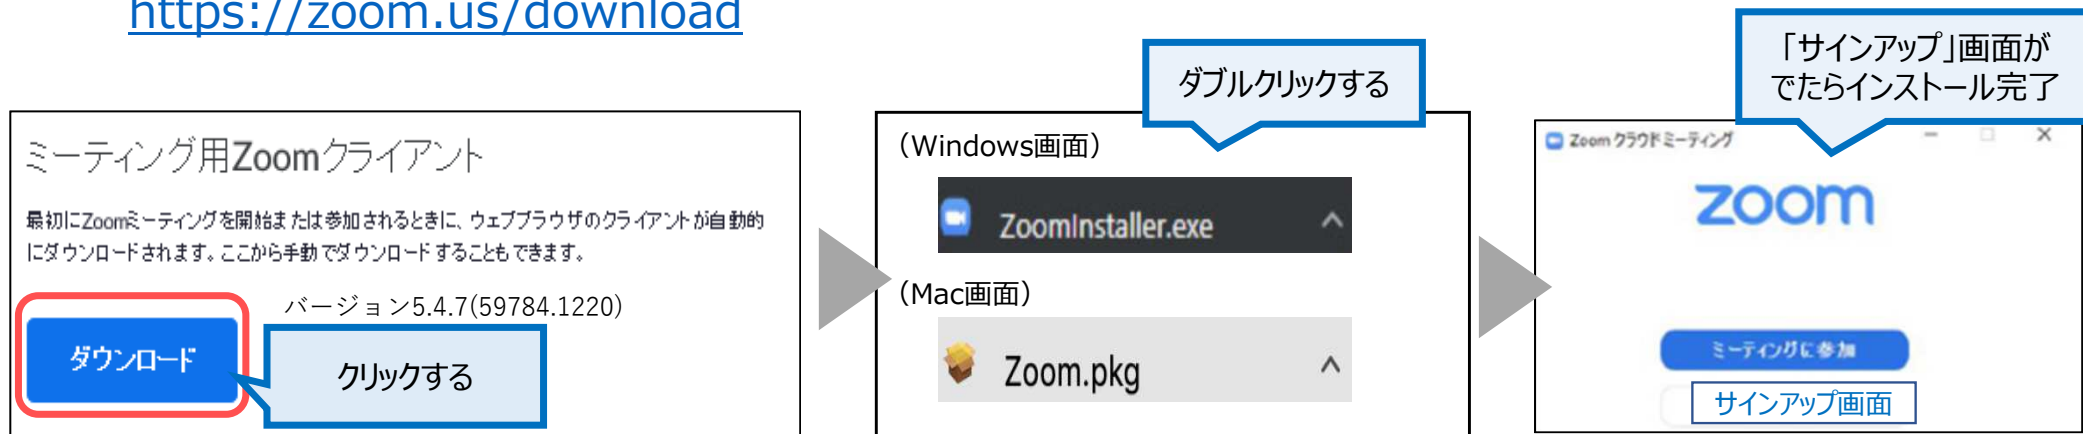 https://zoom.us/download
ミーティング用Zoomクライアント
最初にZoomミーティングを開始または参加されるときに、ウェブブラウザのクライアントが自動的
にダウンロードされます。ここから手動でダウンロードすることもできます。
バージョン5.4.7(59784.1220)
ダウンロード
クリックする
ダブルクリックする
（Windows画面）
ZoomInstaller.exe
（Mac画面）
Zoom.pkg
「サインアップ」画面が
でたらインストール完了
Zoom クラウドミーティング
zoom
ミーティングに参加
サインアップ画面